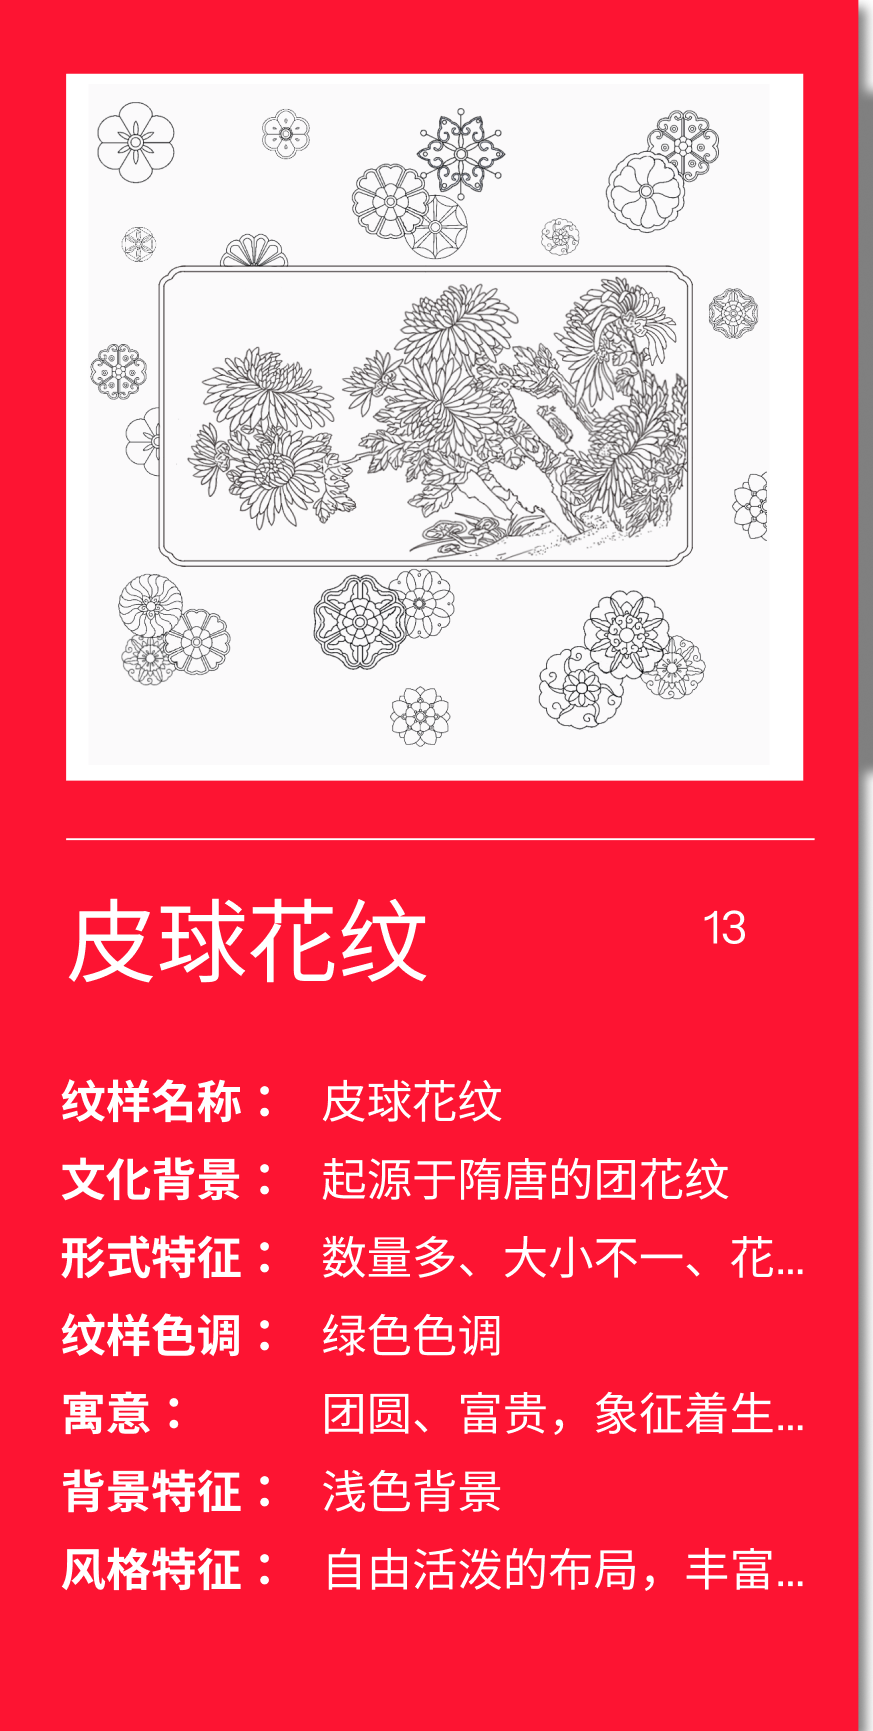 皮球花纹
13
纹样名称： 皮球花纹
文化背景： 起源于隋唐的团花纹
形式特征： 数量多、大小不一、花...
纹样色调： 绿色色调
寓意： 团圆、富贵，象征着生...
背景特征： 浅色背景
风格特征： 自由活泼的布局，丰富...